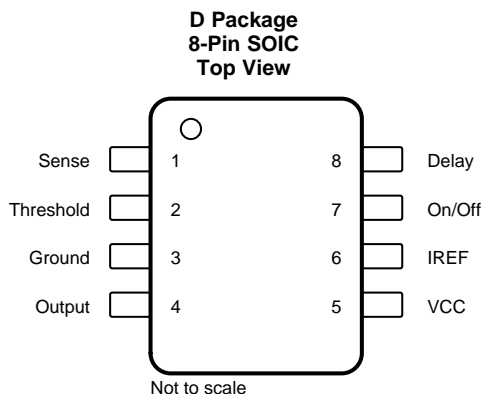 D Package
8-Pin SOIC
Top View
Sense 1 8 Delay
Threshold 2 7 On/Off
Ground 3 6 IREF
Output 4 5 VCC
Not to scale